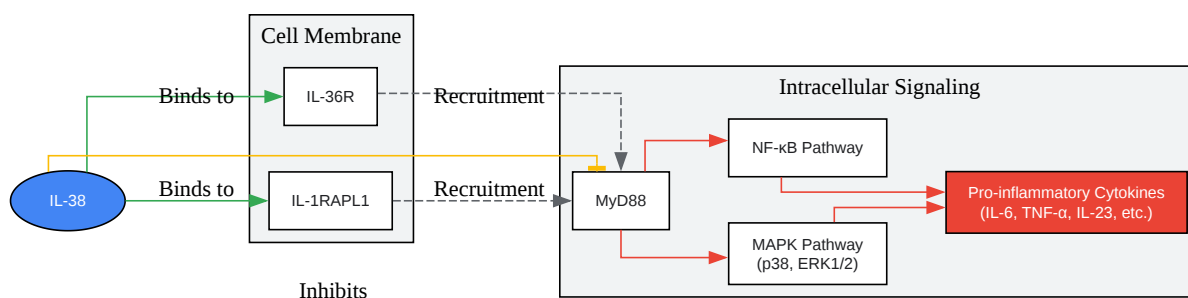 Cell Membrane
Intracellular Signaling
Binds to
IL-36R
Recruitment
NF-κB Pathway
IL-38
Binds to
IL-1RAPL1
Recruitment
MyD88
Pro-inflammatory Cytokines
(IL-6, TNF-α, IL-23, etc.)
MAPK Pathway
(p38, ERK1/2)
Inhibits